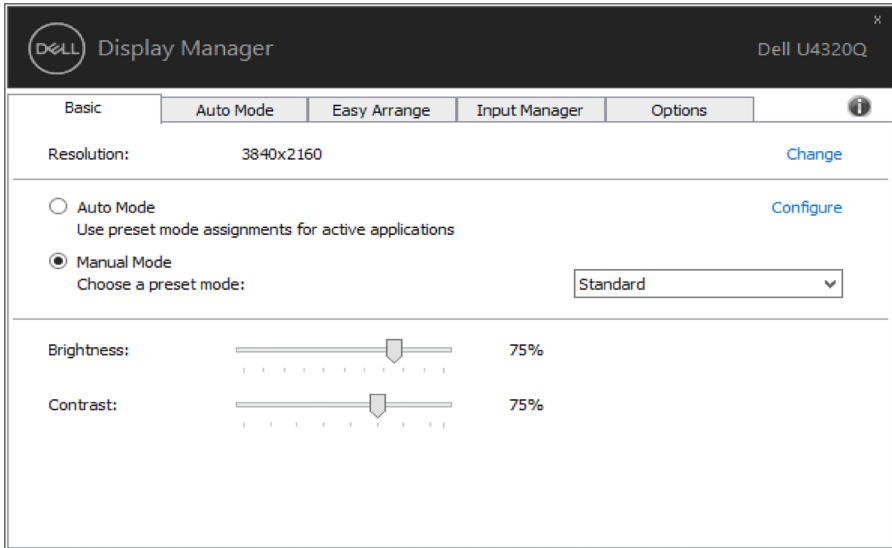 x
DELL Display Manager Dell U4320Q
Basic Auto Mode Easy Arrange Input Manager Options
Resolution: 3840x2160 Change
Auto Mode Configure
Use preset mode assignments for active applications
Manual Mode
Choose a preset mode: Standard
Brightness: 75%
Contrast: 75%